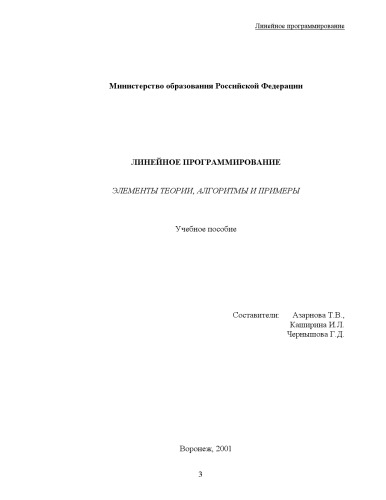 Линейное программирование
Министерство образования Российской Федерации
ЛИНЕЙНОЕ ПРОГРАММИРОВАНИЕ
ЭЛЕМЕНТЫ ТЕОРИИ, АЛГОРИТМЫ И ПРИМЕРЫ
Учебное пособие
Составители: Азарнова Т.В.,
Каширина И.Л.
Чернышова Г.Д.
Воронеж, 2001
3